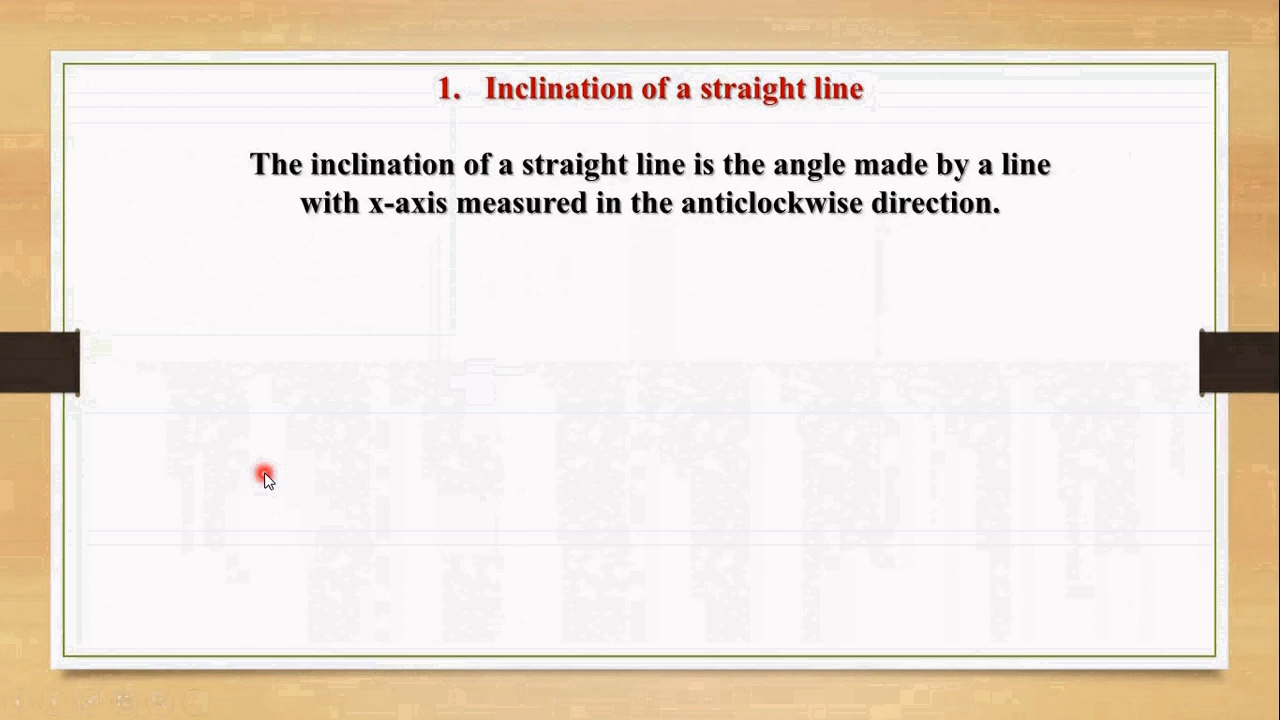 1. Inclination of a straight line
The inclination of a straight line is the angle made by a line
with x-axis measured in the anticlockwise direction.